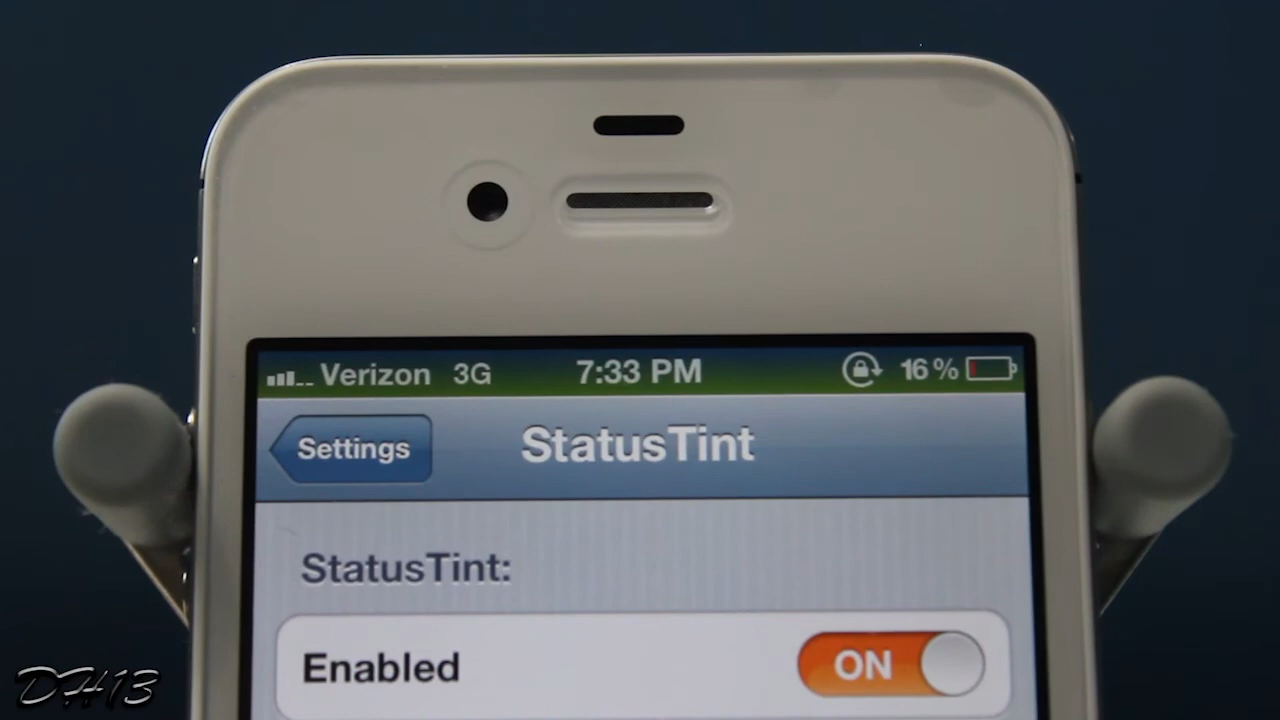 Verizon 3G 7:33 PM 16%
Settings StatusTint
StatusTint:
Enabled ON
DH13